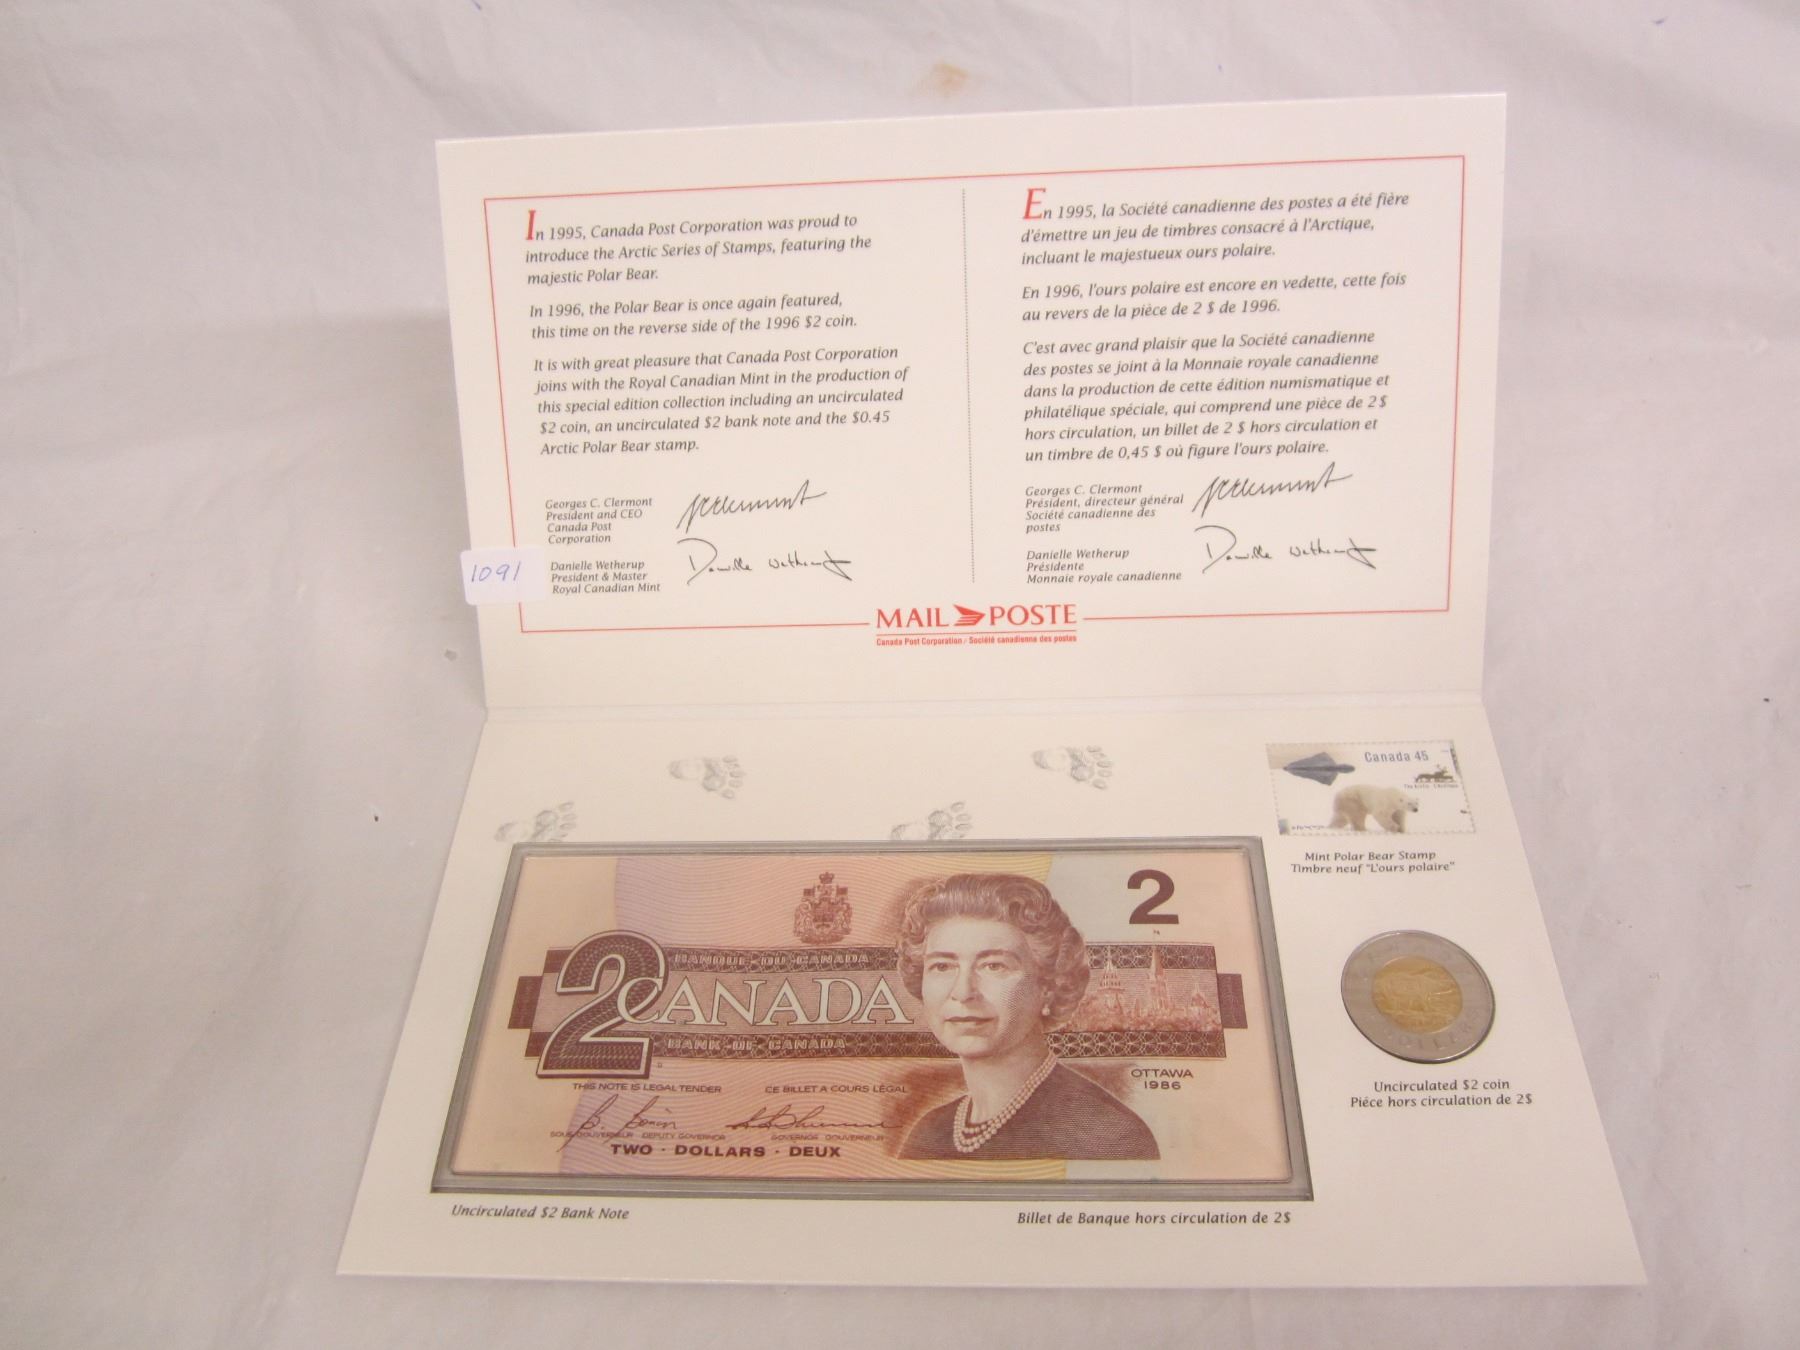 In 1995, Canada Post Corporation was proud to
introduce the Arctic Series of Stamps, featuring the
majestic Polar Bear.
In 1996, the Polar Bear is once again featured,
this time on the reverse side of the 1996 $2 coin.
It is with great pleasure that Canada Post Corporation
joins with the Royal Canadian Mint in the production of
this special edition collection including an uncirculated
$2 coin, an uncirculated $2 bank note and the $0.45
Arctic Polar Bear stamp.
Georges C. Clermont
President and CEO
Canada Post
Corporation
Danielle Wetherup
President & Master
Royal Canadian Mint
Danielle Wetherup
1091
En 1995, la Société canadienne des postes a été fière
d'émettre un jeu de timbres consacré à l'Arctique,
incluant le majestueux ours polaire.
En 1996, l'ours polaire est encore en vedette, cette fois
au revers de la pièce de 2 $ de 1996.
C'est avec grand plaisir que la Société canadienne
des postes se joint à la Monnaie royale canadienne
dans la production de cette édition numismatique et
philatélique spéciale, qui comprend une pièce de 2 $
hors circulation, un billet de 2 $ hors circulation et
un timbre de 0,45 $ où figure l'ours polaire.
Georges C. Clermont
Président, directeur général
Société canadienne des
postes
Danielle Wetherup
Présidente
Monnaie royale canadienne
Danielle Wetherup
MAIL POSTE
Canada Post Corporation / Société canadienne des postes
Canada 45
Mint Polar Bear Stamp
Timbre neuf "L'ours polaire"
2
BANQUE DU CANADA
2 CANADA
BANK OF CANADA
THIS NOTE IS LEGAL TENDER CE BILLET A COURS LÉGAL
OTTAWA
1986
SOUS-GOUVERNEUR DEPUTY GOVERNOR GOVERNOR GOUVERNEUR
TWO · DOLLARS · DEUX
Uncirculated $2 coin
Piéce hors circulation de 2$
Uncirculated $2 Bank Note
Billet de Banque hors circulation de 2$